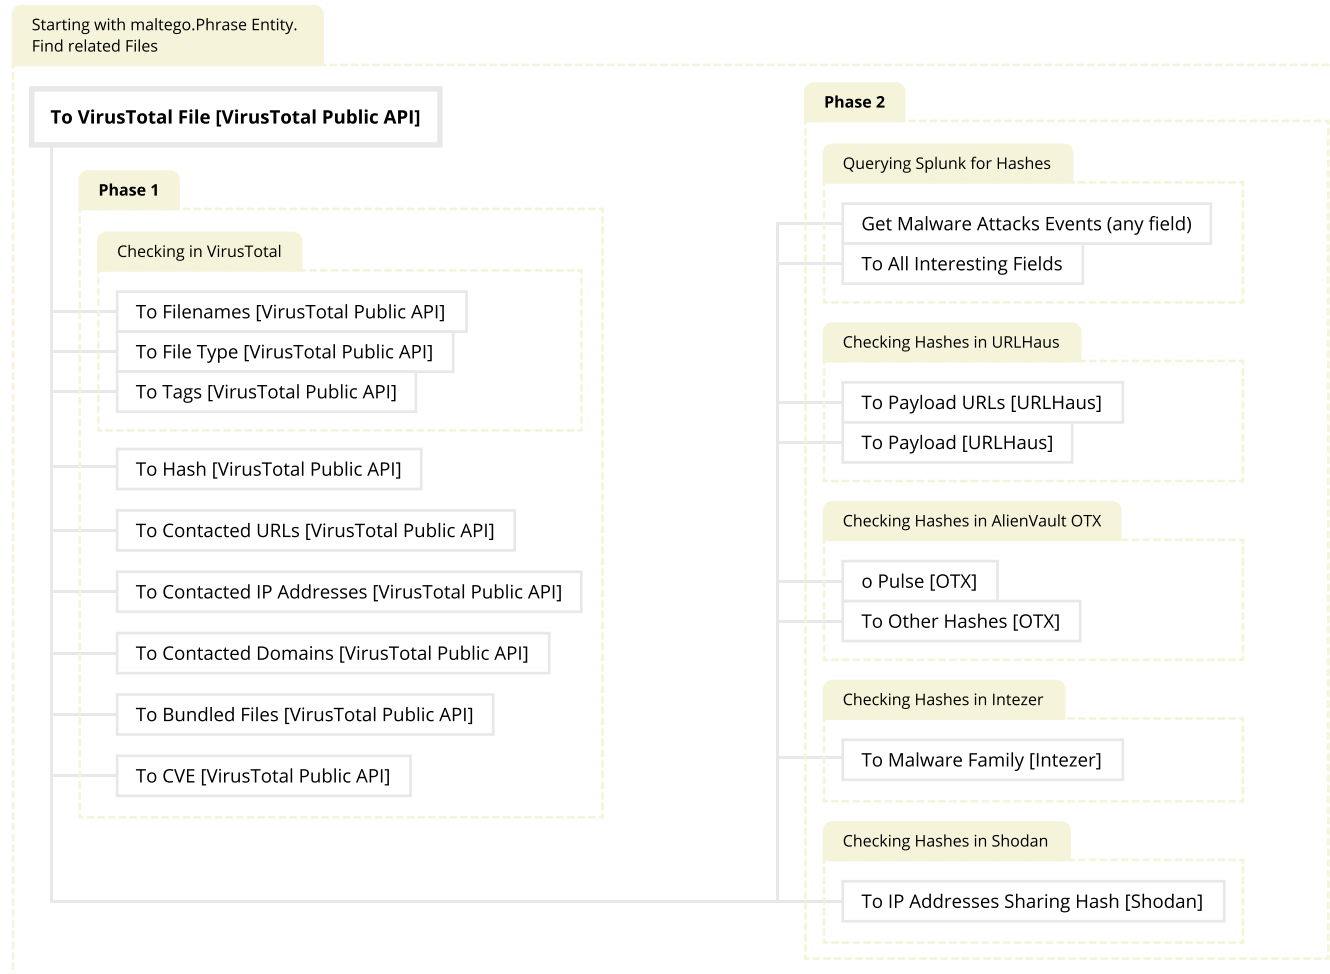 Starting with maltego.Phrase Entity.
Find related Files
To VirusTotal File [VirusTotal Public API]
Phase 1
Checking in VirusTotal
To Filenames [VirusTotal Public API]
To File Type [VirusTotal Public API]
To Tags [VirusTotal Public API]
To Hash [VirusTotal Public API]
To Contacted URLs [VirusTotal Public API]
To Contacted IP Addresses [VirusTotal Public API]
To Contacted Domains [VirusTotal Public API]
To Bundled Files [VirusTotal Public API]
To CVE [VirusTotal Public API]
Phase 2
Querying Splunk for Hashes
Get Malware Attacks Events (any field)
To All Interesting Fields
Checking Hashes in URLHaus
To Payload URLs [URLHaus]
To Payload [URLHaus]
Checking Hashes in AlienVault OTX
o Pulse [OTX]
To Other Hashes [OTX]
Checking Hashes in Intezer
To Malware Family [Intezer]
Checking Hashes in Shodan
To IP Addresses Sharing Hash [Shodan]